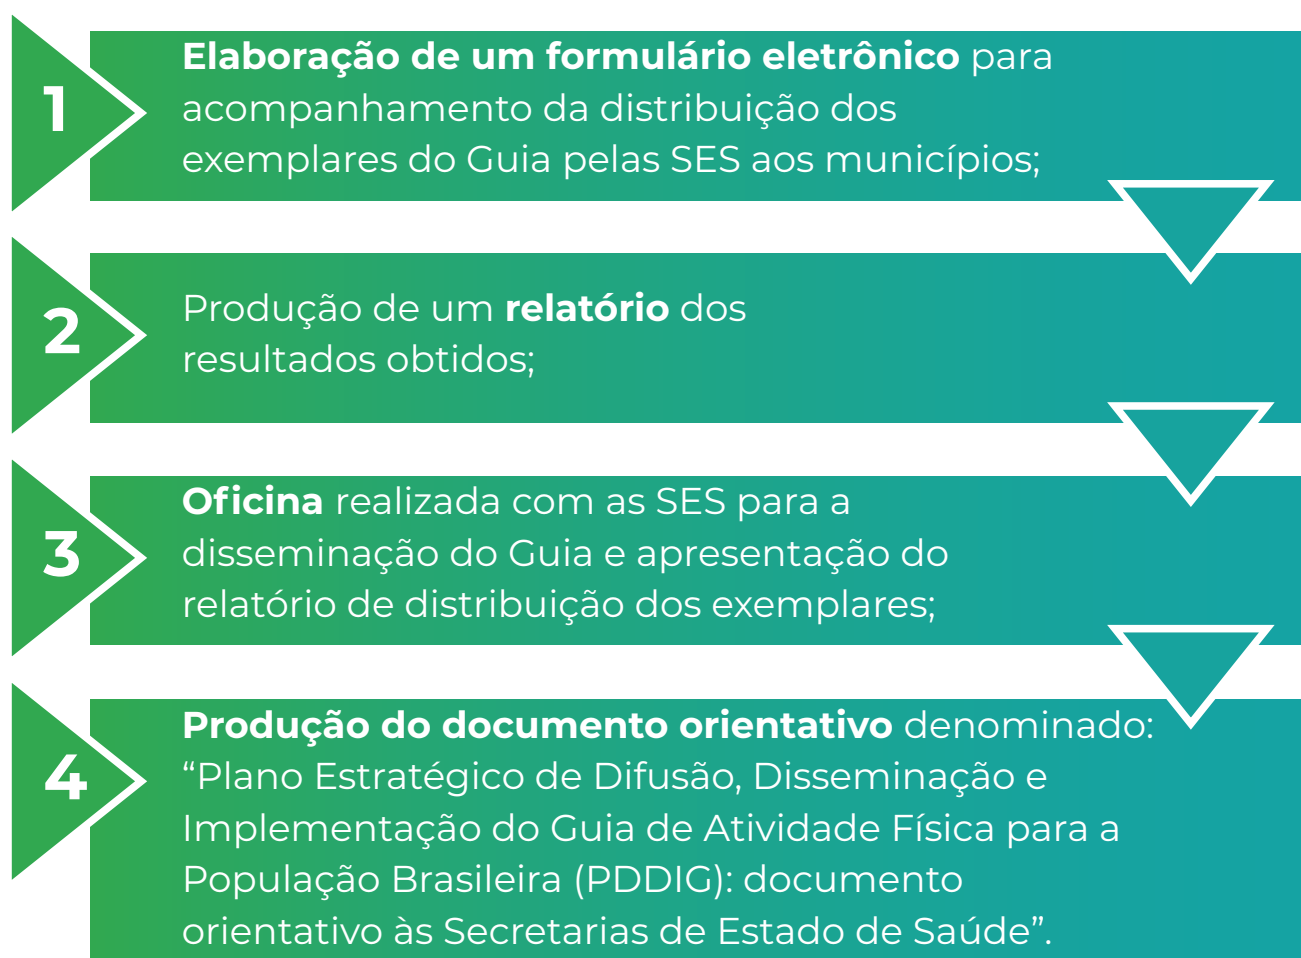 1
Elaboração de um formulário eletrônico para
acompanhamento da distribuição dos
exemplares do Guia pelas SES aos municípios;
2
Produção de um relatório dos
resultados obtidos;
3
Oficina realizada com as SES para a
disseminação do Guia e apresentação do
relatório de distribuição dos exemplares;
4
Produção do documento orientativo denominado:
“Plano Estratégico de Difusão, Disseminação e
Implementação do Guia de Atividade Física para a
População Brasileira (PDDIG): documento
orientativo às Secretarias de Estado de Saúde”.